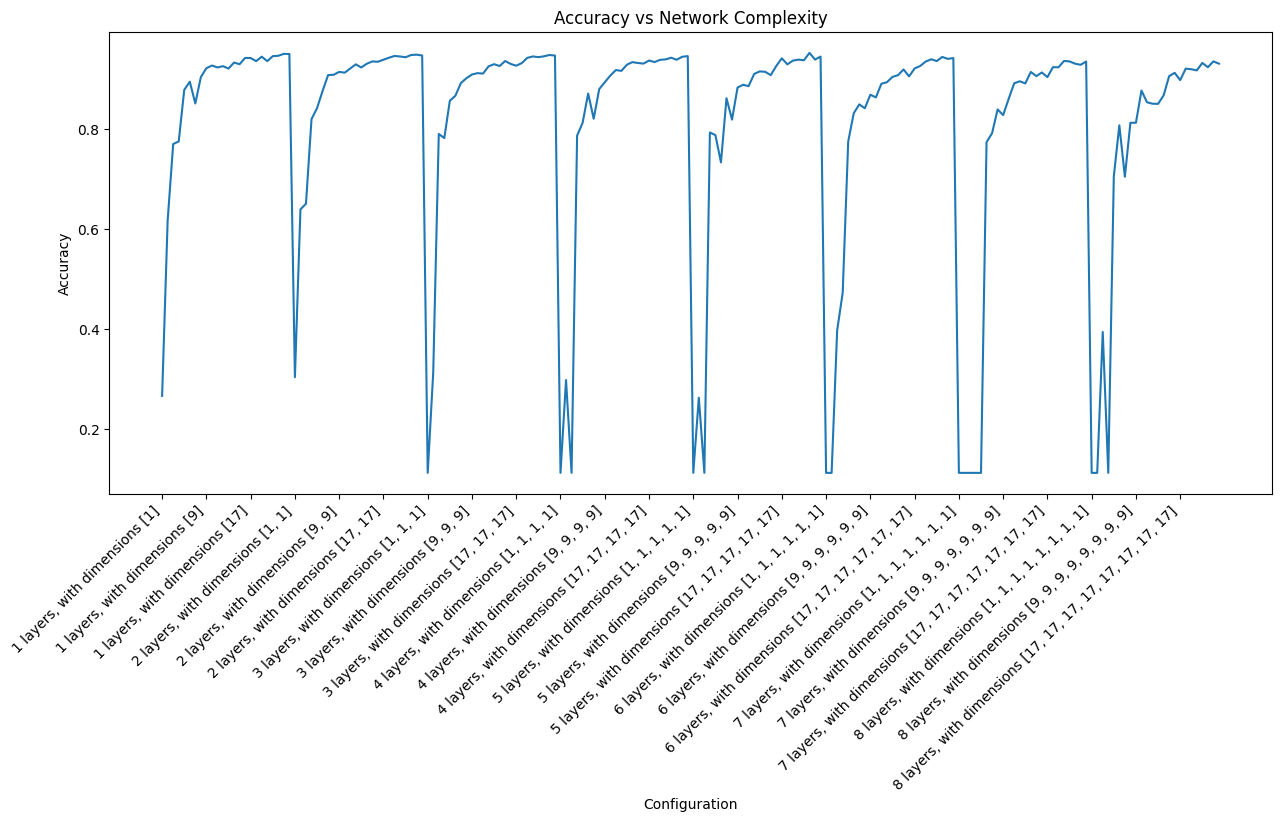 Accuracy vs Network Complexity
Accuracy
0.8
0.6
0.4
0.2
1 layers, with dimensions [1]
1 layers, with dimensions [9]
1 layers, with dimensions [17]
2 layers, with dimensions [1, 1]
2 layers, with dimensions [9, 9]
2 layers, with dimensions [17, 17]
3 layers, with dimensions [1, 1, 1]
3 layers, with dimensions [9, 9, 9]
3 layers, with dimensions [17, 17, 17]
4 layers, with dimensions [1, 1, 1, 1]
4 layers, with dimensions [9, 9, 9, 9]
4 layers, with dimensions [17, 17, 17, 17]
5 layers, with dimensions [1, 1, 1, 1, 1]
5 layers, with dimensions [9, 9, 9, 9, 9]
5 layers, with dimensions [17, 17, 17, 17, 17]
6 layers, with dimensions [1, 1, 1, 1, 1, 1]
6 layers, with dimensions [9, 9, 9, 9, 9, 9]
6 layers, with dimensions [17, 17, 17, 17, 17, 17]
7 layers, with dimensions [1, 1, 1, 1, 1, 1, 1]
7 layers, with dimensions [9, 9, 9, 9, 9, 9, 9]
7 layers, with dimensions [17, 17, 17, 17, 17, 17, 17]
8 layers, with dimensions [1, 1, 1, 1, 1, 1, 1, 1]
8 layers, with dimensions [9, 9, 9, 9, 9, 9, 9, 9]
8 layers, with dimensions [17, 17, 17, 17, 17, 17, 17, 17]
Configuration